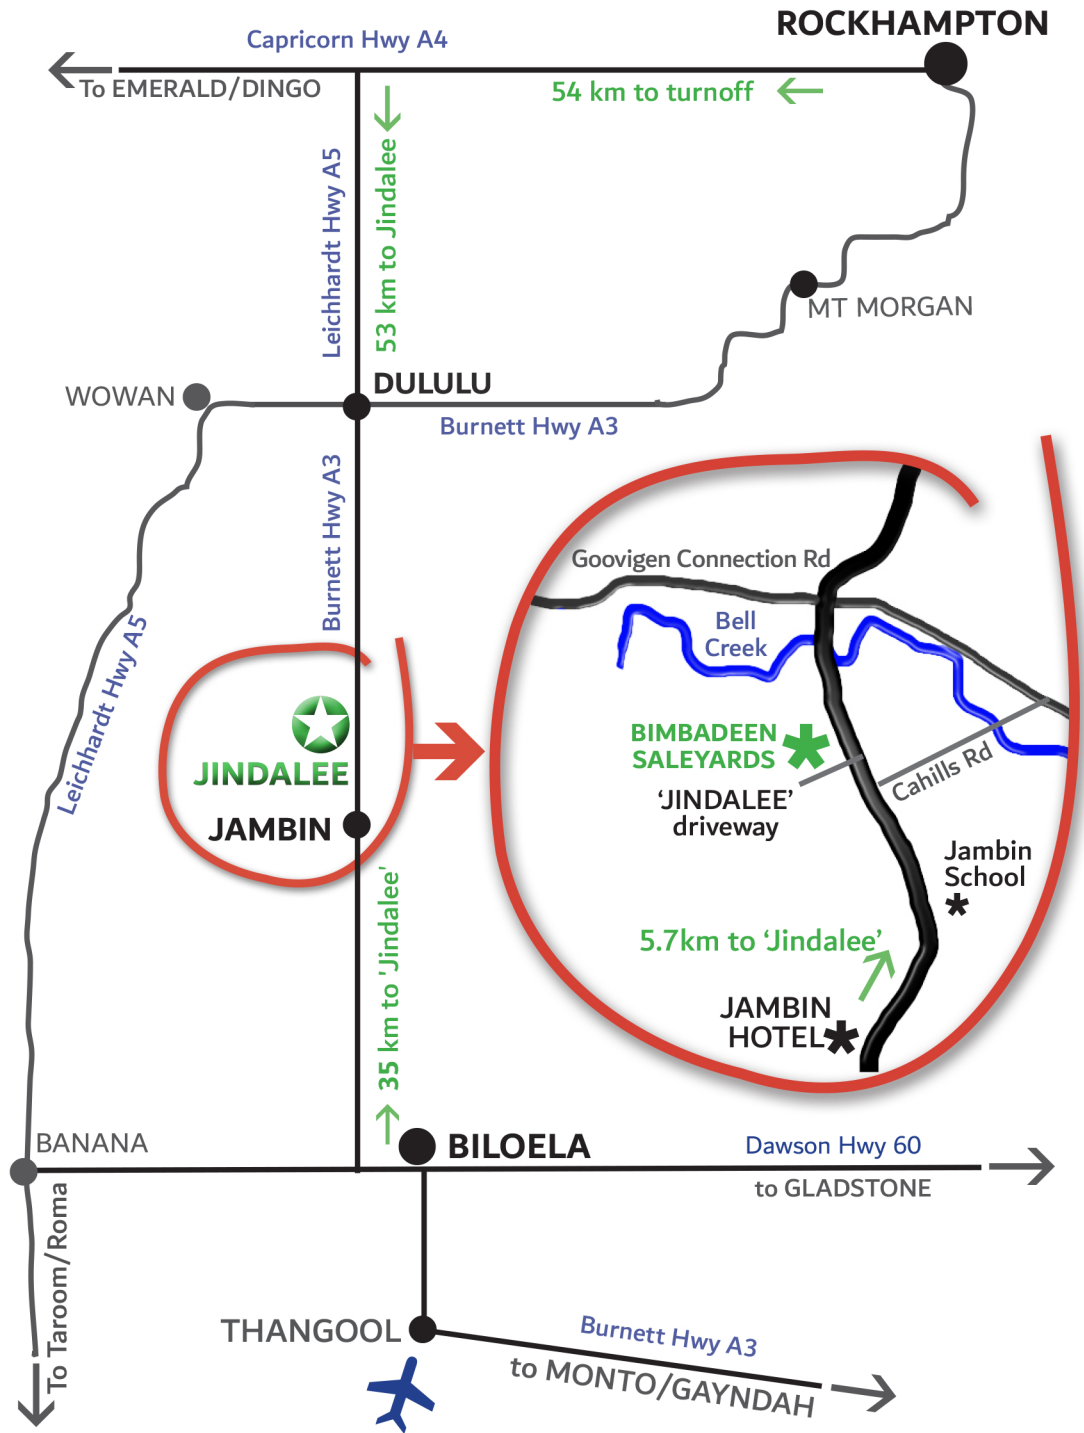 ROCKHAMPTON
Capricorn Hwy A4
To EMERALD/DINGO
54 km to turnoff
Leichhardt Hwy A5
53 km to Jindalee
MT MORGAN
WOWAN
DULULU
Burnett Hwy A3
Burnett Hwy A3
Goovigen Connection Rd
Bell
Creek
Leichhardt Hwy A5
JINDALEE
JAMBIN
BIMBADEEN
SALEYARDS
'JINDALEE'
driveway
Cahills Rd
Jambin
School
5.7km to 'Jindalee'
JAMBIN
HOTEL
35 km to 'Jindalee'
BANANA
BILOELA
Dawson Hwy 60
to GLADSTONE
To Taroom/Roma
THANGOOL
Burnett Hwy A3
to MONTO/GAYNDAH